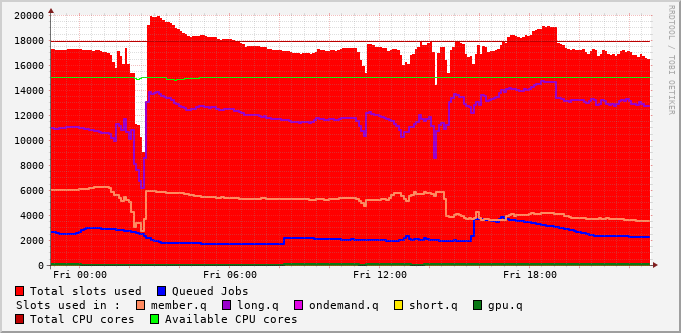 20000
18000
16000
14000
12000
10000
8000
6000
4000
2000
0
Fri 00:00 Fri 06:00 Fri 12:00 Fri 18:00
RRDTOOL / TOBI OETIKER
Total slots used Queued Jobs
Slots used in : member.q long.q ondemand.q short.q gpu.q
Total CPU cores Available CPU cores